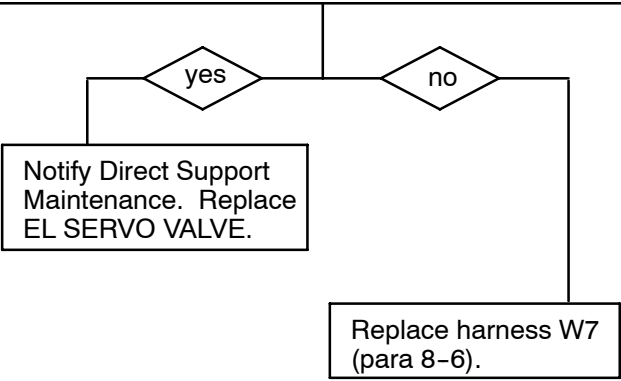 yes
no
Notify Direct Support
Maintenance.  Replace
EL SERVO VALVE.
Replace harness W7
(para 8-6).